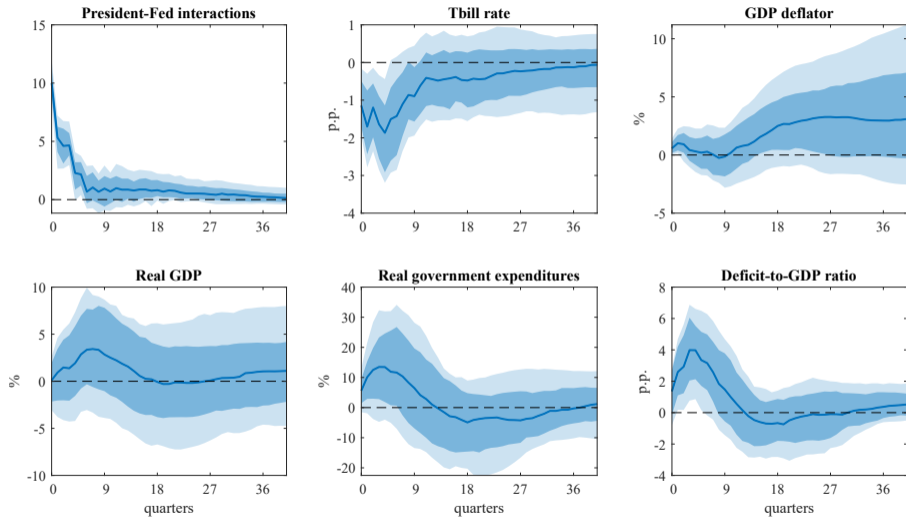 President-Fed interactions
15
10
5
0
0 9 18 27 36
Tbill rate
p.p.
1
0
-1
-2
-3
-4
0 9 18 27 36
GDP deflator
%
10
5
0
-5
0 9 18 27 36
Real GDP
%
10
5
0
-5
-10
0 9 18 27 36
quarters
Real government expenditures
%
40
30
20
10
0
-10
-20
0 9 18 27 36
quarters
Deficit-to-GDP ratio
p.p.
8
6
4
2
0
-2
-4
0 9 18 27 36
quarters